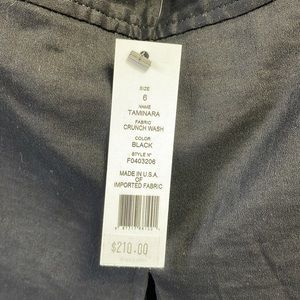 SIZE
6
NAME
TAMINARA
FABRIC
CRUNCH WASH
COLOR
BLACK
STYLE N°
F0403206
MADE IN U.S.A.
OF
IMPORTED FABRIC
$210.00